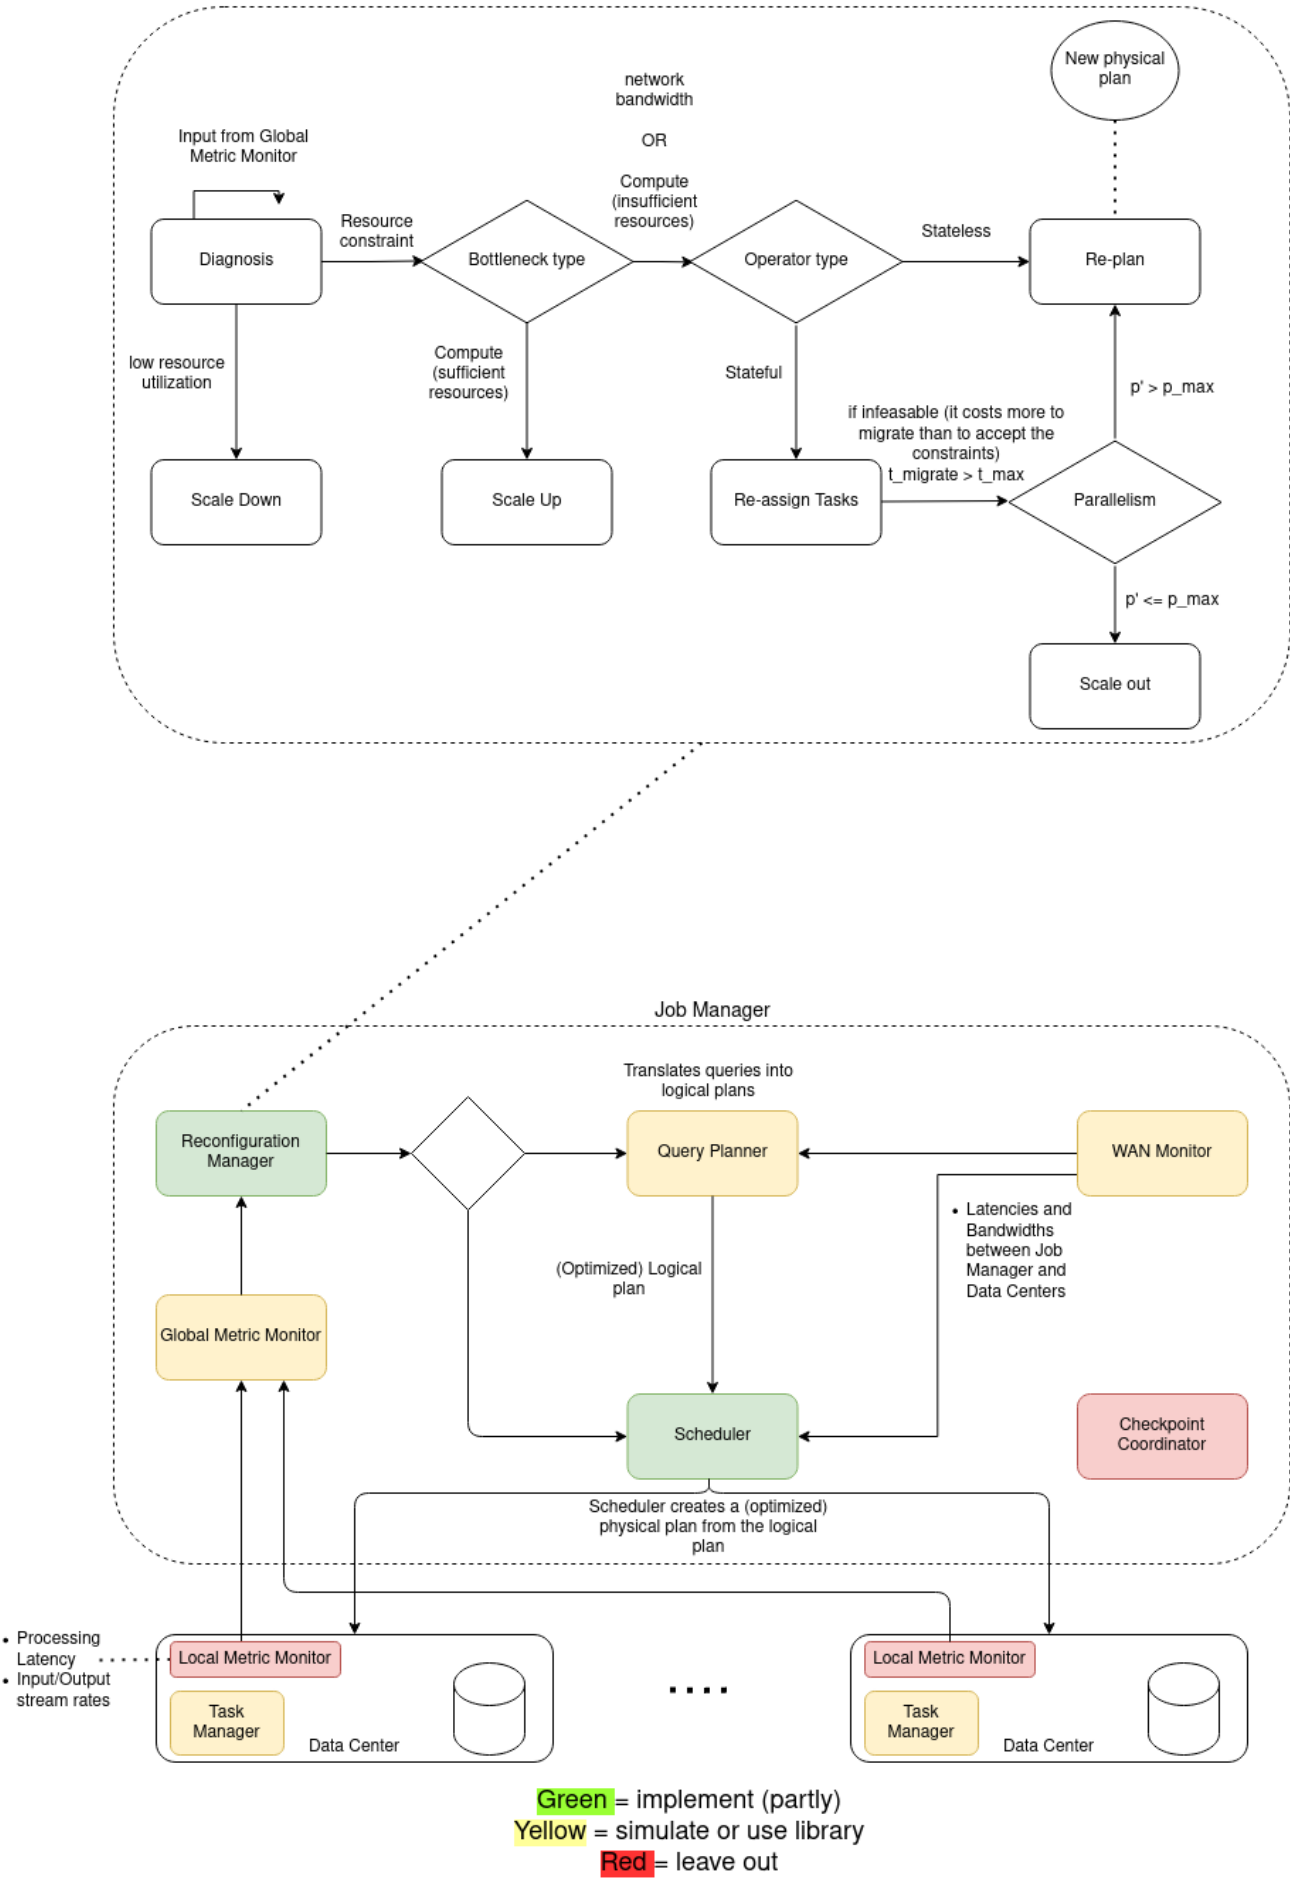 New physical
plan
network
bandwidth
OR
Compute
(insufficient
resources)
Input from Global
Metric Monitor
Resource
constraint
Stateless
Diagnosis
Bottleneck type
Operator type
Re-plan
low resource
utilization
Compute
(sufficient
resources)
Stateful
p' > p_max
if infeasable (it costs more to
migrate than to accept the
constraints)
t_migrate > t_max
Scale Down
Scale Up
Re-assign Tasks
Parallelism
p' <= p_max
Scale out
Job Manager
Translates queries into
logical plans
Reconfiguration
Manager
Query Planner
WAN Monitor
• Latencies and
Bandwidths
between Job
Manager and
Data Centers
(Optimized) Logical
plan
Global Metric Monitor
Scheduler
Checkpoint
Coordinator
Scheduler creates a (optimized)
physical plan from the logical
plan
• Processing
Latency
• Input/Output
stream rates
Local Metric Monitor
Task
Manager
Data Center
Local Metric Monitor
Task
Manager
Data Center
Green = implement (partly)
Yellow = simulate or use library
Red = leave out